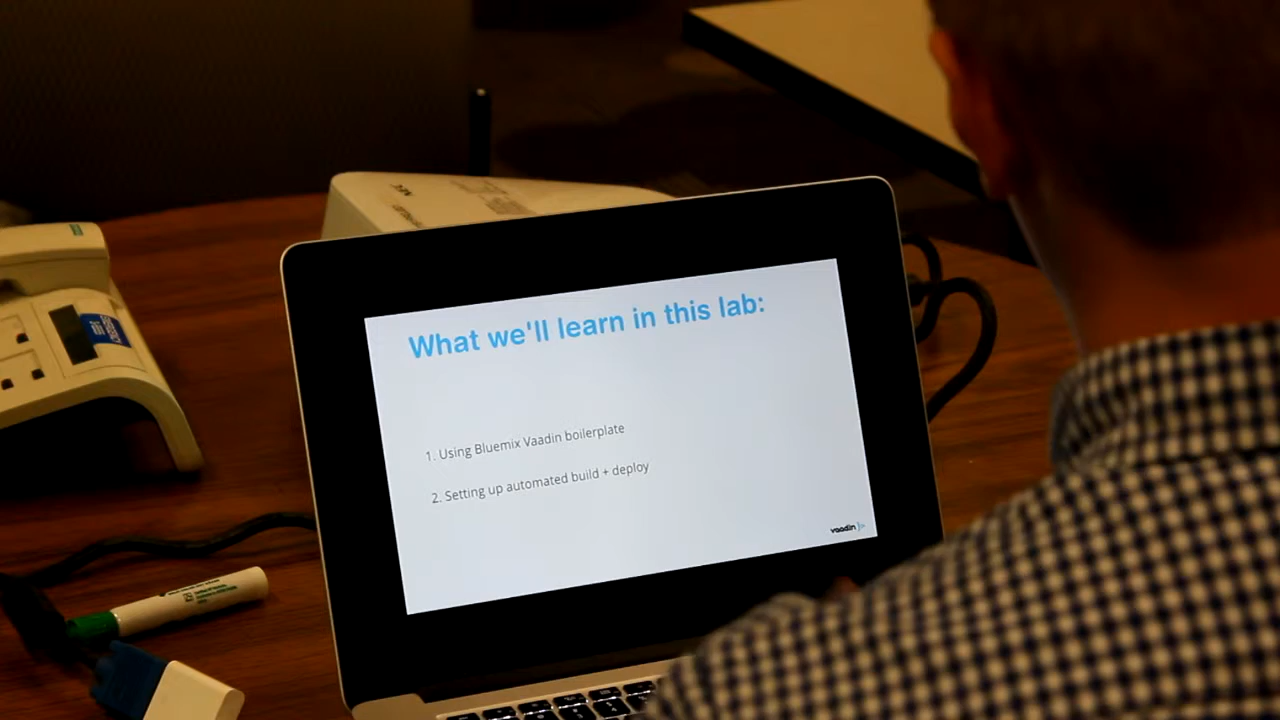 What we'll learn in this lab:
1. Using Bluemix Vaadin boilerplate
2. Setting up automated build + deploy
vaadin
NEC